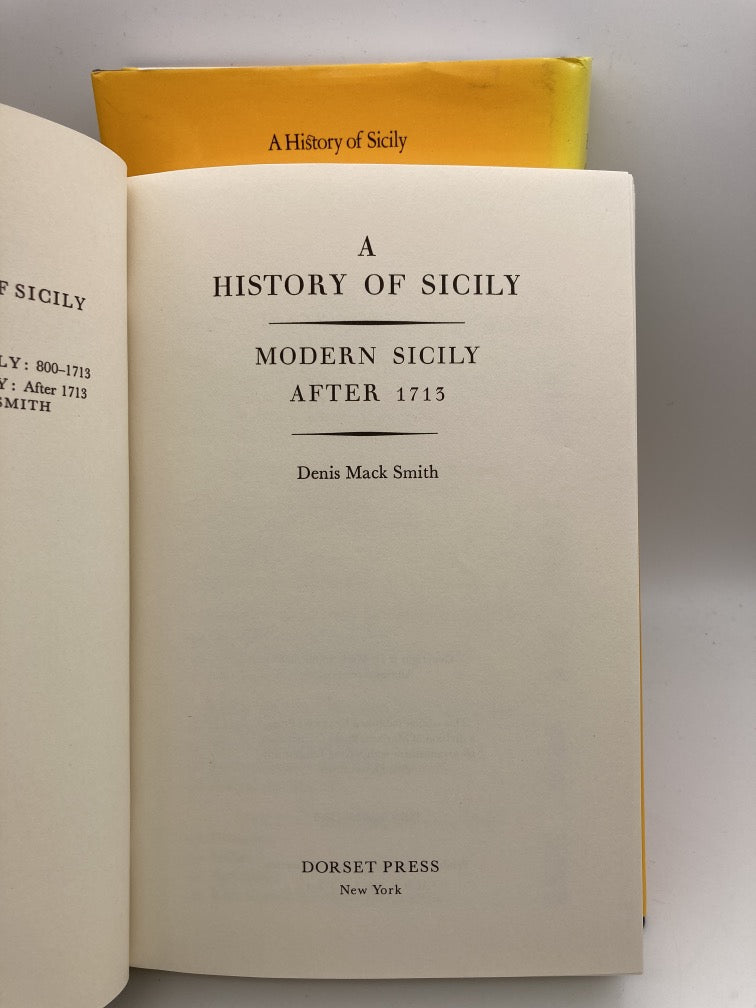 A History of Sicily
F SICILY
LY: 800–1713
Y: After 1713
SMITH
A
HISTORY OF SICILY
MODERN SICILY
AFTER 1713
Denis Mack Smith
DORSET PRESS
New York